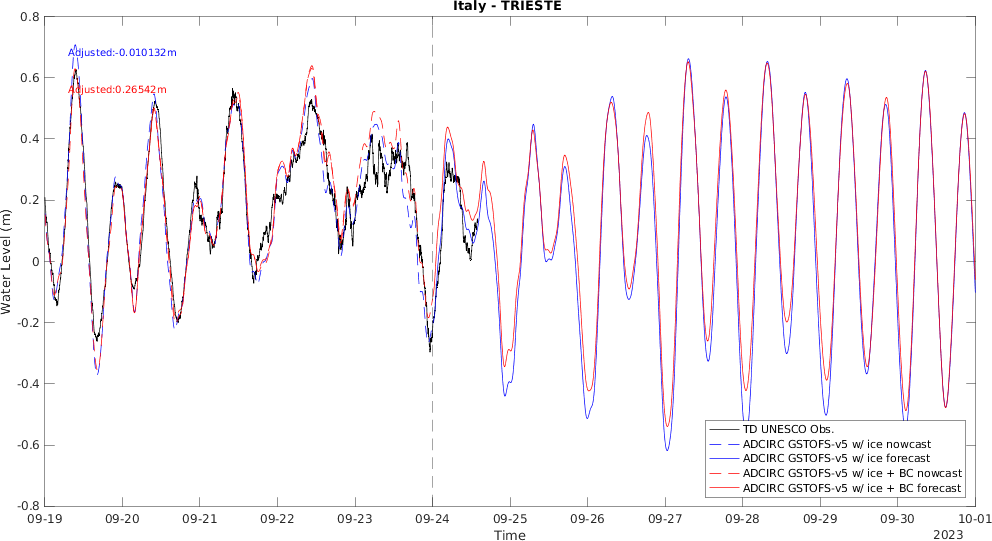 Italy - TRIESTE
0.8
0.6
0.4
0.2
0
-0.2
-0.4
-0.6
-0.8
Water Level (m)
Adjusted:-0.010132m
Adjusted:0.26542m
TD UNESCO Obs.
ADCIRC GSTOFS-v5 w/ ice nowcast
ADCIRC GSTOFS-v5 w/ ice forecast
ADCIRC GSTOFS-v5 w/ ice + BC nowcast
ADCIRC GSTOFS-v5 w/ ice + BC forecast
09-19 09-20 09-21 09-22 09-23 09-24 09-25 09-26 09-27 09-28 09-29 09-30 10-01
Time
2023